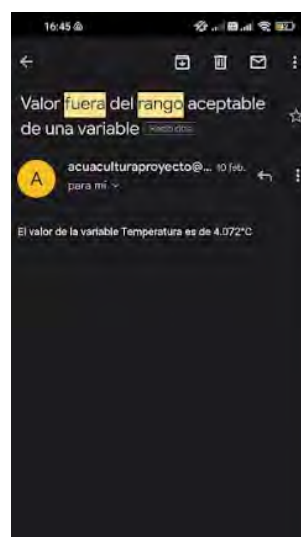 16:45
Valor fuera del rango aceptable
de una variable Recibidos
A
acuaculturaproyecto@... 10 feb.
para mí
El valor de la variable Temperatura es de 4.072°C